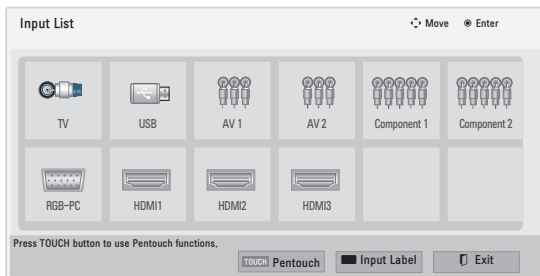 Input List Move Enter
TV USB AV 1 AV 2 Component 1 Component 2
RGB-PC HDMI1 HDMI2 HDMI3
Press TOUCH button to use Pentouch functions.
TOUCH Pentouch Input Label Exit